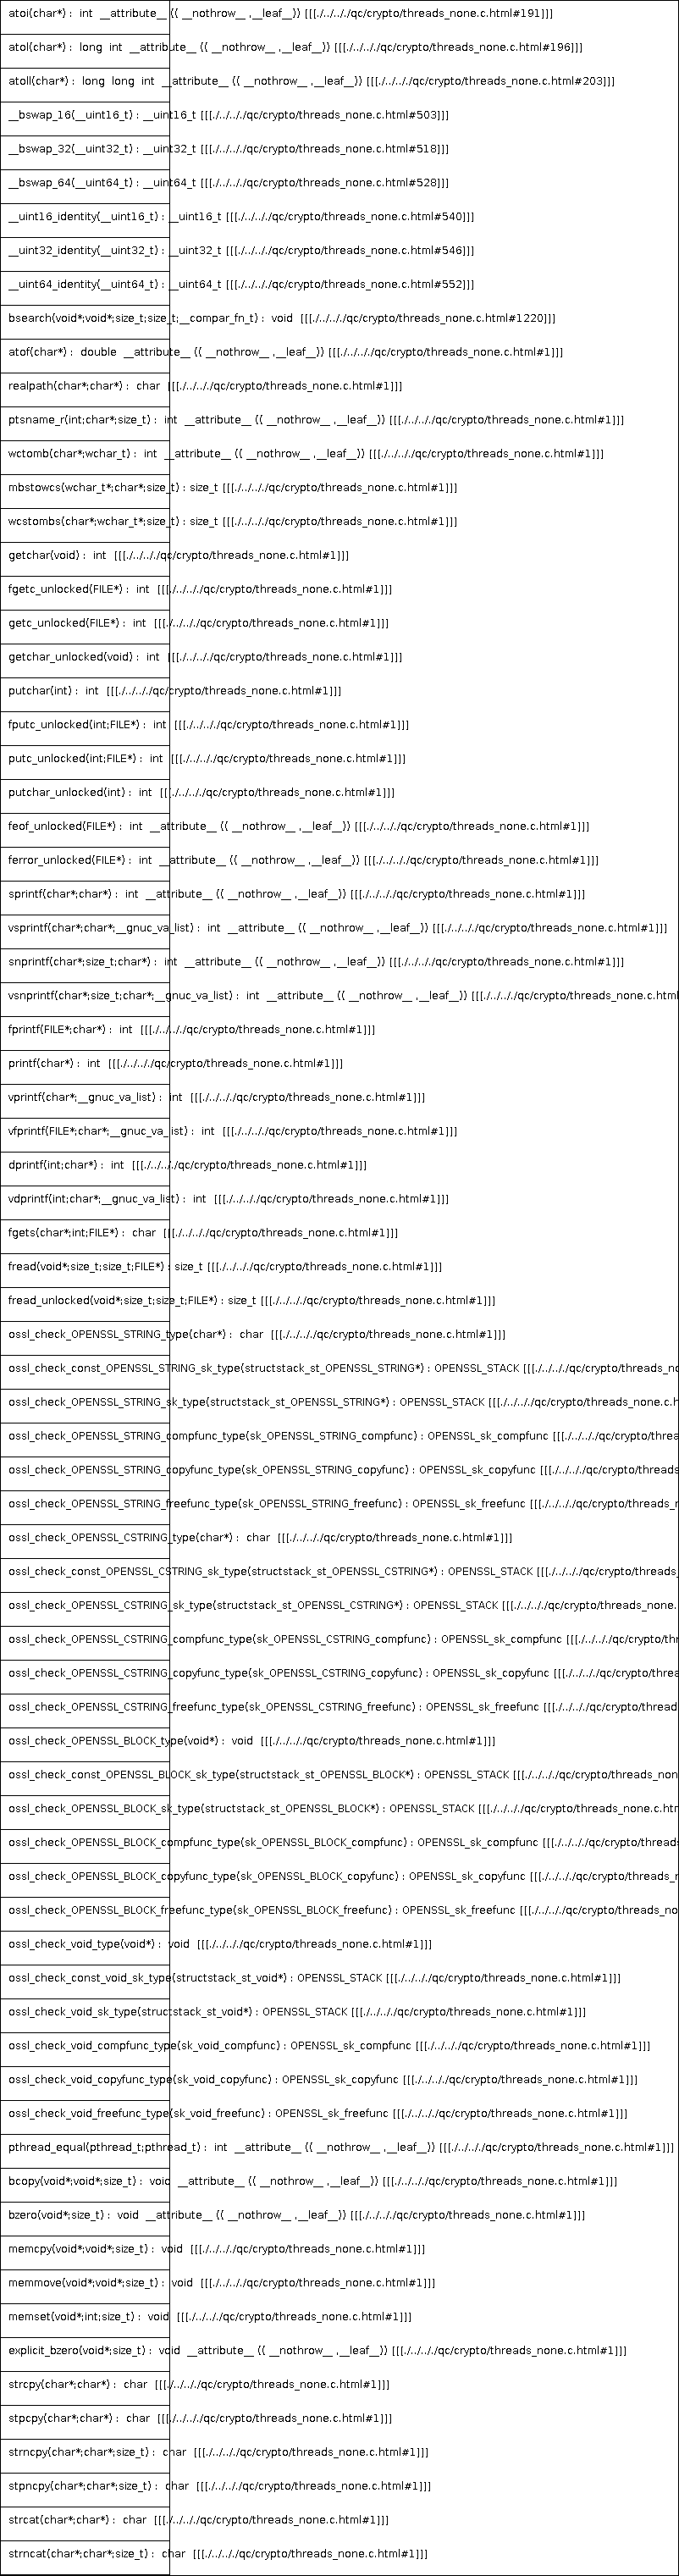 atoi(char*) : int __attribute__ (( __nothrow__ ,__leaf__)) [[[./../../qc/crypto/threads_none.c.html#191]]]
atol(char*) : long int __attribute__ (( __nothrow__ ,__leaf__)) [[[./../.././qc/crypto/threads_none.c.html#196]]]
atoll(char*) : long long int __attribute__ (( __nothrow__ ,__leaf__)) [[[./../.././qc/crypto/threads_none.c.html#203]]]
__bswap_16(__uint16_t) : __uint16_t [[[./../.././qc/crypto/threads_none.c.html#503]]]
__bswap_32(__uint32_t) : __uint32_t [[[./../.././qc/crypto/threads_none.c.html#518]]]
__bswap_64(__uint64_t) : __uint64_t [[[./../.././qc/crypto/threads_none.c.html#528]]]
__uint16_identity(__uint16_t) : __uint16_t [[[./../.././qc/crypto/threads_none.c.html#540]]]
__uint32_identity(__uint32_t) : __uint32_t [[[./../.././qc/crypto/threads_none.c.html#546]]]
__uint64_identity(__uint64_t) : __uint64_t [[[./../.././qc/crypto/threads_none.c.html#552]]]
bsearch(void*;void*;size_t;size_t;__compar_fn_t) : void [[[./../.././qc/crypto/threads_none.c.html#1220]]]
atof(char*) : double __attribute__ (( __nothrow__ ,__leaf__)) [[[./../.././qc/crypto/threads_none.c.html#1]]]
realpath(char*;char*) : char [[[./../.././qc/crypto/threads_none.c.html#1]]]
ptsname_r(int;char*;size_t) : int __attribute__ (( __nothrow__ ,__leaf__)) [[[./../.././qc/crypto/threads_none.c.html#1]]]
wctomb(char*;wchar_t) : int __attribute__ (( __nothrow__ ,__leaf__)) [[[./../.././qc/crypto/threads_none.c.html#1]]]
mbstowcs(wchar_t*;char*;size_t) : size_t [[[./../.././qc/crypto/threads_none.c.html#1]]]
wcstombs(char*;wchar_t*;size_t) : size_t [[[./../.././qc/crypto/threads_none.c.html#1]]]
getchar(void) : int [[[./../.././qc/crypto/threads_none.c.html#1]]]
fgetc_unlocked(FILE*) : int [[[./../.././qc/crypto/threads_none.c.html#1]]]
getc_unlocked(FILE*) : int [[[./../.././qc/crypto/threads_none.c.html#1]]]
getchar_unlocked(void) : int [[[./../.././qc/crypto/threads_none.c.html#1]]]
putchar(int) : int [[[./../.././qc/crypto/threads_none.c.html#1]]]
fputc_unlocked(int;FILE*) : int [[[./../.././qc/crypto/threads_none.c.html#1]]]
putc_unlocked(int;FILE*) : int [[[./../.././qc/crypto/threads_none.c.html#1]]]
putchar_unlocked(int) : int [[[./../.././qc/crypto/threads_none.c.html#1]]]
feof_unlocked(FILE*) : int __attribute__ (( __nothrow__ ,__leaf__)) [[[./../.././qc/crypto/threads_none.c.html#1]]]
ferror_unlocked(FILE*) : int __attribute__ (( __nothrow__ ,__leaf__)) [[[./../.././qc/crypto/threads_none.c.html#1]]]
sprintf(char*;char*) : int __attribute__ (( __nothrow__ ,__leaf__)) [[[./../.././qc/crypto/threads_none.c.html#1]]]
vsprintf(char*;char*;__gnuc_va_list) : int __attribute__ (( __nothrow__ ,__leaf__)) [[[./../.././qc/crypto/threads_none.c.html#1]]]
snprintf(char*;size_t;char*) : int __attribute__ (( __nothrow__ ,__leaf__)) [[[./../.././qc/crypto/threads_none.c.html#1]]]
vsnprintf(char*;size_t;char*;__gnuc_va_list) : int __attribute__ (( __nothrow__ ,__leaf__)) [[[./../.././qc/crypto/threads_none.c.html
fprintf(FILE*;char*) : int [[[./../.././qc/crypto/threads_none.c.html#1]]]
printf(char*) : int [[[./../.././qc/crypto/threads_none.c.html#1]]]
vprintf(char*;__gnuc_va_list) : int [[[./../.././qc/crypto/threads_none.c.html#1]]]
vfprintf(FILE*;char*;__gnuc_va_list) : int [[[./../.././qc/crypto/threads_none.c.html#1]]]
dprintf(int;char*) : int [[[./../.././qc/crypto/threads_none.c.html#1]]]
vdprintf(int;char*;__gnuc_va_list) : int [[[./../.././qc/crypto/threads_none.c.html#1]]]
fgets(char*;int;FILE*) : char [[[./../.././qc/crypto/threads_none.c.html#1]]]
fread(void*;size_t;size_t;FILE*) : size_t [[[./../.././qc/crypto/threads_none.c.html#1]]]
fread_unlocked(void*;size_t;size_t;FILE*) : size_t [[[./../.././qc/crypto/threads_none.c.html#1]]]
ossl_check_OPENSSL_STRING_type(char*) : char [[[./../.././qc/crypto/threads_none.c.html#1]]]
ossl_check_const_OPENSSL_STRING_sk_type(structstack_st_OPENSSL_STRING*) : OPENSSL_STACK [[[./../.././qc/crypto/threads_no
ossl_check_OPENSSL_STRING_sk_type(structstack_st_OPENSSL_STRING*) : OPENSSL_STACK [[[./../.././qc/crypto/threads_none.c.h
ossl_check_OPENSSL_STRING_compfunc_type(sk_OPENSSL_STRING_compfunc) : OPENSSL_sk_compfunc [[[./../.././qc/crypto/threa
ossl_check_OPENSSL_STRING_copyfunc_type(sk_OPENSSL_STRING_copyfunc) : OPENSSL_sk_copyfunc [[[./../.././qc/crypto/threads
ossl_check_OPENSSL_STRING_freefunc_type(sk_OPENSSL_STRING_freefunc) : OPENSSL_sk_freefunc [[[./../.././qc/crypto/threads_n
ossl_check_OPENSSL_CSTRING_type(char*) : char [[[./../.././qc/crypto/threads_none.c.html#1]]]
ossl_check_const_OPENSSL_CSTRING_sk_type(structstack_st_OPENSSL_CSTRING*) : OPENSSL_STACK [[[./../.././qc/crypto/threads_
ossl_check_OPENSSL_CSTRING_sk_type(structstack_st_OPENSSL_CSTRING*) : OPENSSL_STACK [[[./../.././qc/crypto/threads_none.
ossl_check_OPENSSL_CSTRING_compfunc_type(sk_OPENSSL_CSTRING_compfunc) : OPENSSL_sk_compfunc [[[./../.././qc/crypto/thr
ossl_check_OPENSSL_CSTRING_copyfunc_type(sk_OPENSSL_CSTRING_copyfunc) : OPENSSL_sk_copyfunc [[[./../.././qc/crypto/threa
ossl_check_OPENSSL_CSTRING_freefunc_type(sk_OPENSSL_CSTRING_freefunc) : OPENSSL_sk_freefunc [[[./../.././qc/crypto/thread
ossl_check_OPENSSL_BLOCK_type(void*) : void [[[./../.././qc/crypto/threads_none.c.html#1]]]
ossl_check_const_OPENSSL_BLOCK_sk_type(structstack_st_OPENSSL_BLOCK*) : OPENSSL_STACK [[[./../.././qc/crypto/threads_non
ossl_check_OPENSSL_BLOCK_sk_type(structstack_st_OPENSSL_BLOCK*) : OPENSSL_STACK [[[./../.././qc/crypto/threads_none.c.htm
ossl_check_OPENSSL_BLOCK_compfunc_type(sk_OPENSSL_BLOCK_compfunc) : OPENSSL_sk_compfunc [[[./../.././qc/crypto/threads
ossl_check_OPENSSL_BLOCK_copyfunc_type(sk_OPENSSL_BLOCK_copyfunc) : OPENSSL_sk_copyfunc [[[./../.././qc/crypto/threads_n
ossl_check_OPENSSL_BLOCK_freefunc_type(sk_OPENSSL_BLOCK_freefunc) : OPENSSL_sk_freefunc [[[./../.././qc/crypto/threads_no
ossl_check_void_type(void*) : void [[[./../.././qc/crypto/threads_none.c.html#1]]]
ossl_check_const_void_sk_type(structstack_st_void*) : OPENSSL_STACK [[[./../.././qc/crypto/threads_none.c.html#1]]]
ossl_check_void_sk_type(structstack_st_void*) : OPENSSL_STACK [[[./../.././qc/crypto/threads_none.c.html#1]]]
ossl_check_void_compfunc_type(sk_void_compfunc) : OPENSSL_sk_compfunc [[[./../.././qc/crypto/threads_none.c.html#1]]]
ossl_check_void_copyfunc_type(sk_void_copyfunc) : OPENSSL_sk_copyfunc [[[./../.././qc/crypto/threads_none.c.html#1]]]
ossl_check_void_freefunc_type(sk_void_freefunc) : OPENSSL_sk_freefunc [[[./../.././qc/crypto/threads_none.c.html#1]]]
pthread_equal(pthread_t;pthread_t) : int __attribute__ (( __nothrow__ ,__leaf__)) [[[./../.././qc/crypto/threads_none.c.html#1]]]
bcopy(void*;void*;size_t) : void __attribute__ (( __nothrow__ ,__leaf__)) [[[./../.././qc/crypto/threads_none.c.html#1]]]
bzero(void*;size_t) : void __attribute__ (( __nothrow__ ,__leaf__)) [[[./../.././qc/crypto/threads_none.c.html#1]]]
memcpy(void*;void*;size_t) : void [[[./../.././qc/crypto/threads_none.c.html#1]]]
memmove(void*;void*;size_t) : void [[[./../.././qc/crypto/threads_none.c.html#1]]]
memset(void*;int;size_t) : void [[[./../.././qc/crypto/threads_none.c.html#1]]]
explicit_bzero(void*;size_t) : void __attribute__ (( __nothrow__ ,__leaf__)) [[[./../.././qc/crypto/threads_none.c.html#1]]]
strcpy(char*;char*) : char [[[./../.././qc/crypto/threads_none.c.html#1]]]
stpcpy(char*;char*) : char [[[./../.././qc/crypto/threads_none.c.html#1]]]
strncpy(char*;char*;size_t) : char [[[./../.././qc/crypto/threads_none.c.html#1]]]
stpncpy(char*;char*;size_t) : char [[[./../.././qc/crypto/threads_none.c.html#1]]]
strcat(char*;char*) : char [[[./../.././qc/crypto/threads_none.c.html#1]]]
strncat(char*;char*;size_t) : char [[[./../.././qc/crypto/threads_none.c.html#1]]]